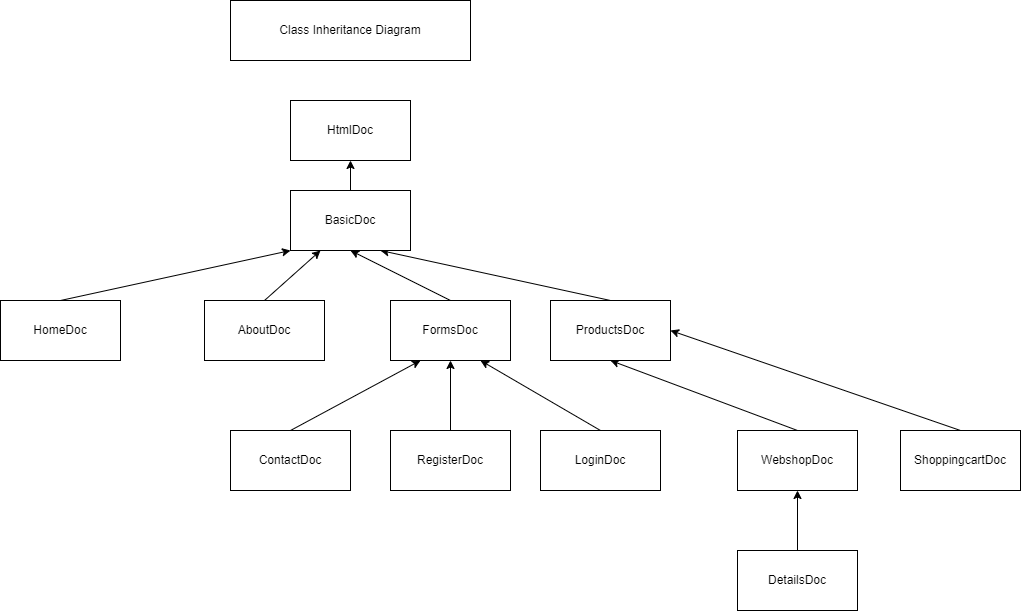 Class Inheritance Diagram
HtmlDoc
BasicDoc
HomeDoc
AboutDoc
FormsDoc
ProductsDoc
ContactDoc
RegisterDoc
LoginDoc
WebshopDoc
ShoppingcartDoc
DetailsDoc